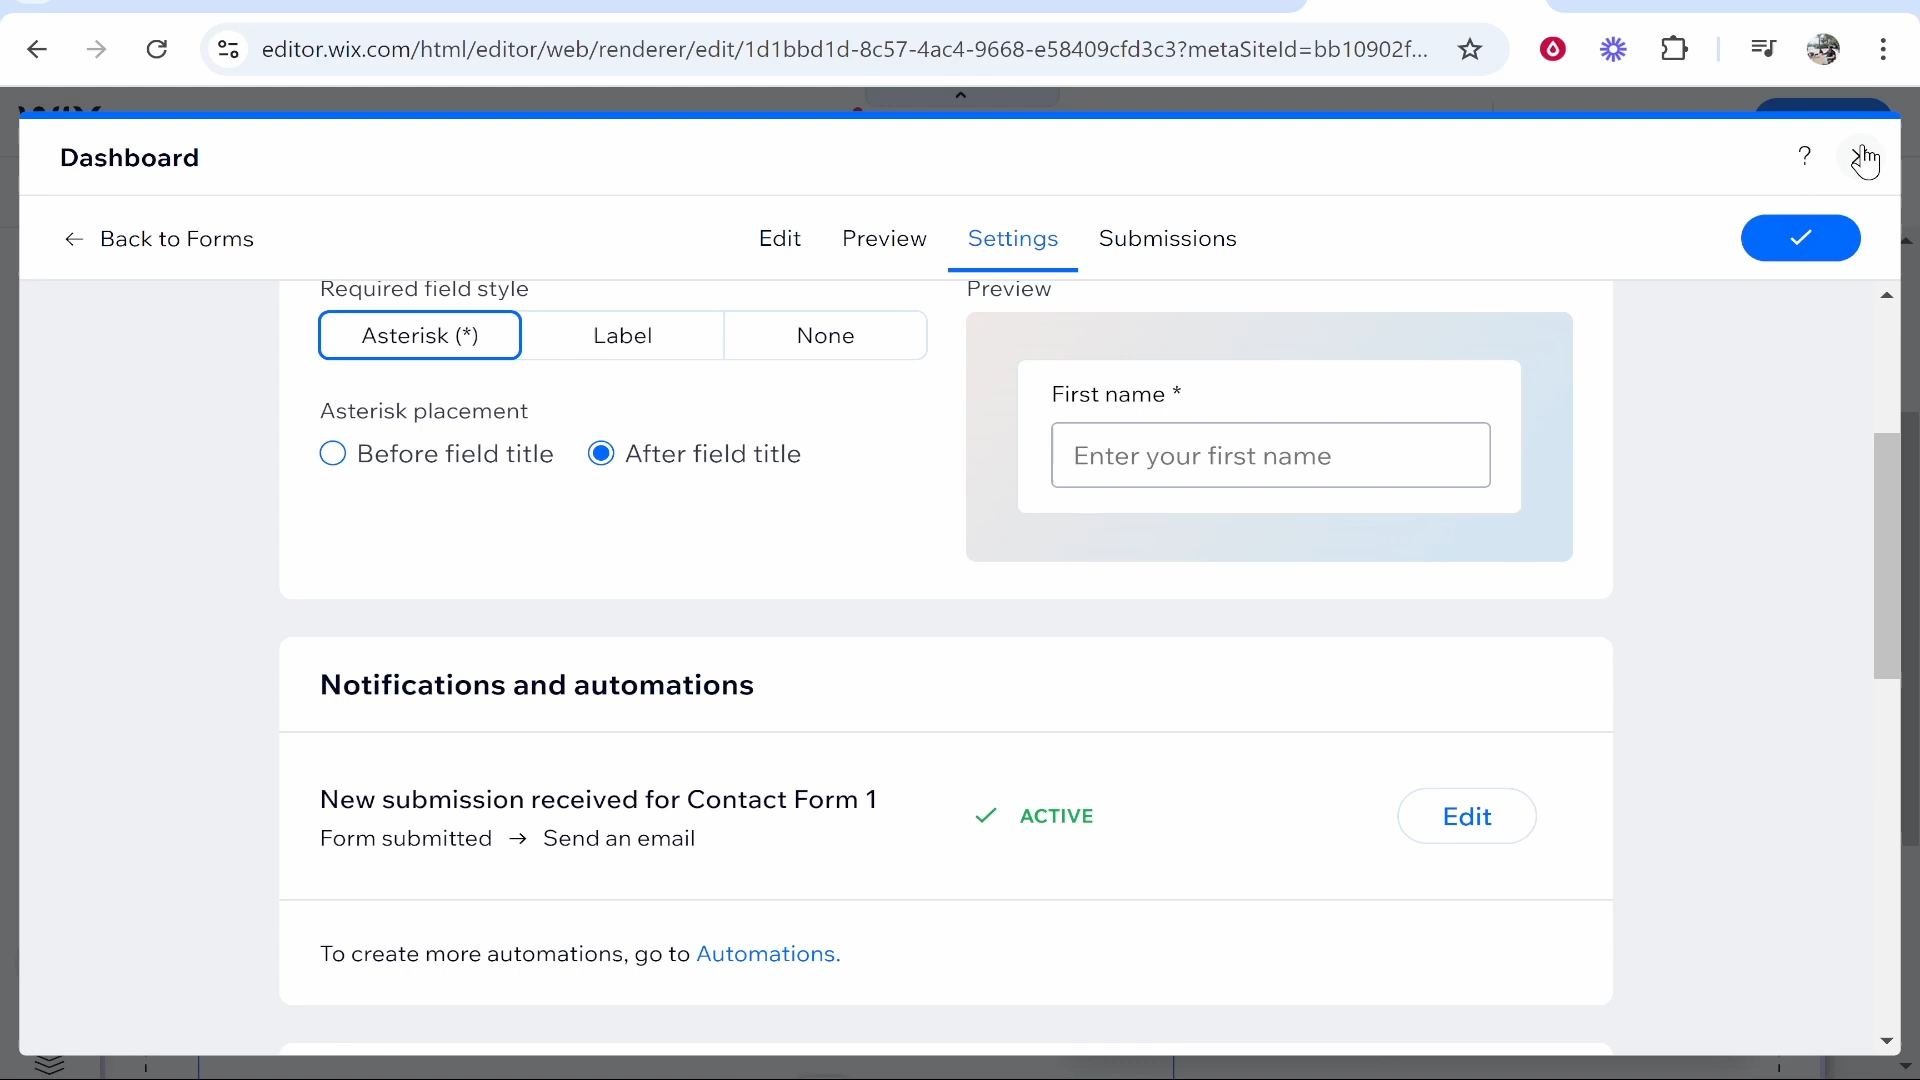 editor.wix.com/html/editor/web/renderer/edit/1d1bbd1d-8c57-4ac4-9668-e58409cfd3c3?metaSiteId=bb10902f...
Dashboard
?
Back to Forms
Edit
Preview
Settings
Submissions
Required field style
Preview
Asterisk (*)
Label
None
First name *
Asterisk placement
Before field title
After field title
Enter your first name
Notifications and automations
New submission received for Contact Form 1
ACTIVE
Edit
Form submitted → Send an email
To create more automations, go to Automations.